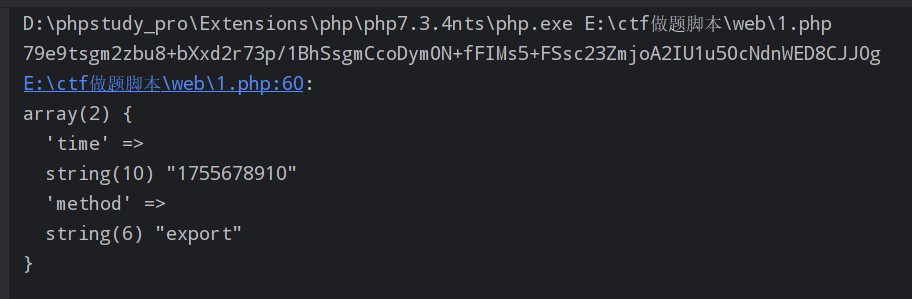 D:\phpstudy_pro\Extensions\php\php7.3.4nts\php.exe E:\ctf做题脚本\web\1.php
79e9tsgm2zbu8+bXxd2r73p/1BhSsgmCcoDymON+fFIMs5+FSsc23ZmjoA2IU1u5OcNdnWED8CJJ0g
E:\ctf做题脚本\web\1.php:60:
array(2) {
  'time' =>
  string(10) "1755678910"
  'method' =>
  string(6) "export"
}